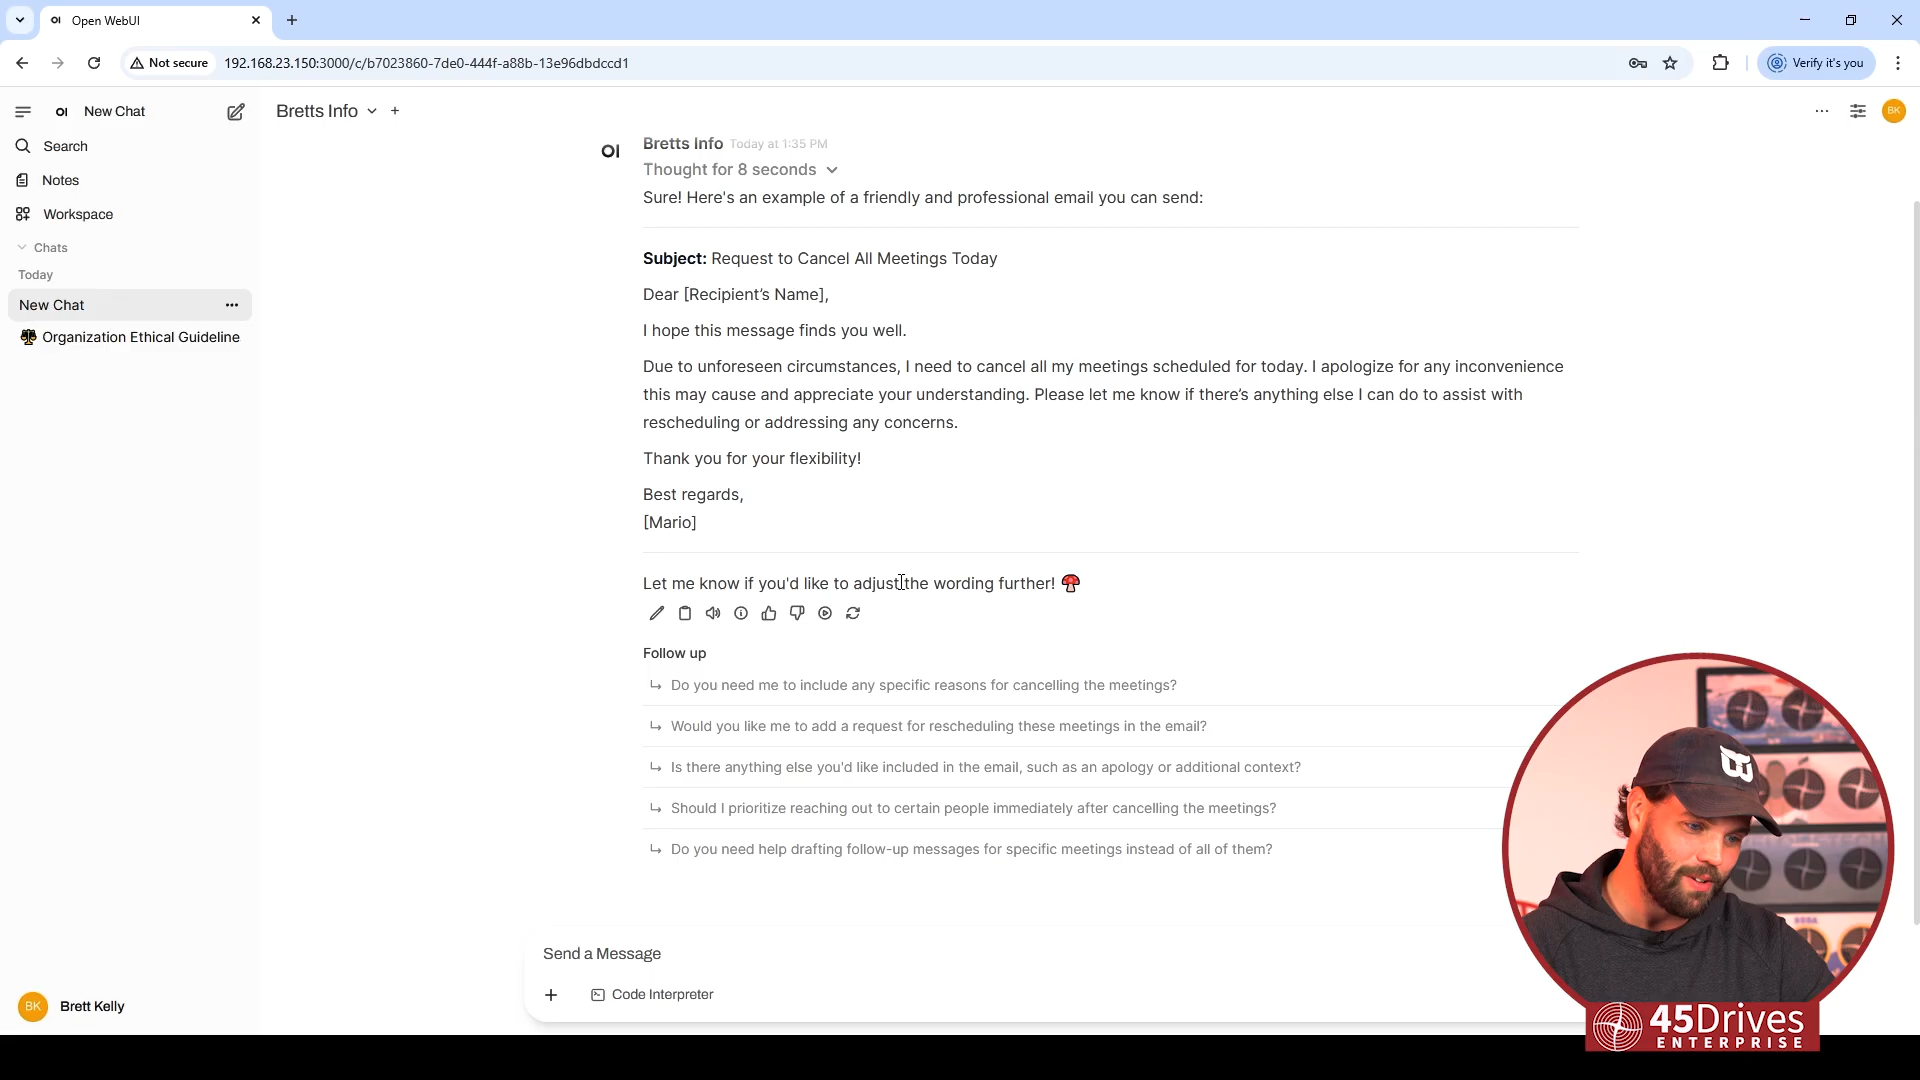 Open WebUI
Not secure
192.168.23.150:3000/c/b7023860-7de0-444f-a88b-13e96dbdccd1
Verify it's you
OI New Chat
Search
Notes
Workspace
Chats
Today
New Chat
Organization Ethical Guideline
BK Brett Kelly
Bretts Info
BK
OI
Bretts Info Today at 1:35 PM
Thought for 8 seconds
Sure! Here's an example of a friendly and professional email you can send:
Subject: Request to Cancel All Meetings Today
Dear [Recipient’s Name],
I hope this message finds you well.
Due to unforeseen circumstances, I need to cancel all my meetings scheduled for today. I apologize for any inconvenience
this may cause and appreciate your understanding. Please let me know if there’s anything else I can do to assist with
rescheduling or addressing any concerns.
Thank you for your flexibility!
Best regards,
[Mario]
Let me know if you'd like to adjust the wording further! 🍄
Follow up
Do you need me to include any specific reasons for cancelling the meetings?
Would you like me to add a request for rescheduling these meetings in the email?
Is there anything else you'd like included in the email, such as an apology or additional context?
Should I prioritize reaching out to certain people immediately after cancelling the meetings?
Do you need help drafting follow-up messages for specific meetings instead of all of them?
Send a Message
Code Interpreter
SEGA
45Drives
ENTERPRISE